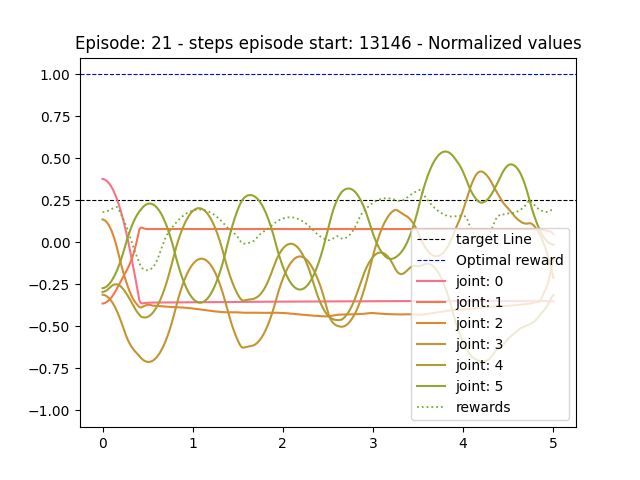 Episode: 21 - steps episode start: 13146 - Normalized values
1.00
0.75
0.50
0.25
0.00
−0.25
−0.50
−0.75
−1.00
target Line
Optimal reward
joint: 0
joint: 1
joint: 2
joint: 3
joint: 4
joint: 5
rewards
0 1 2 3 4 5